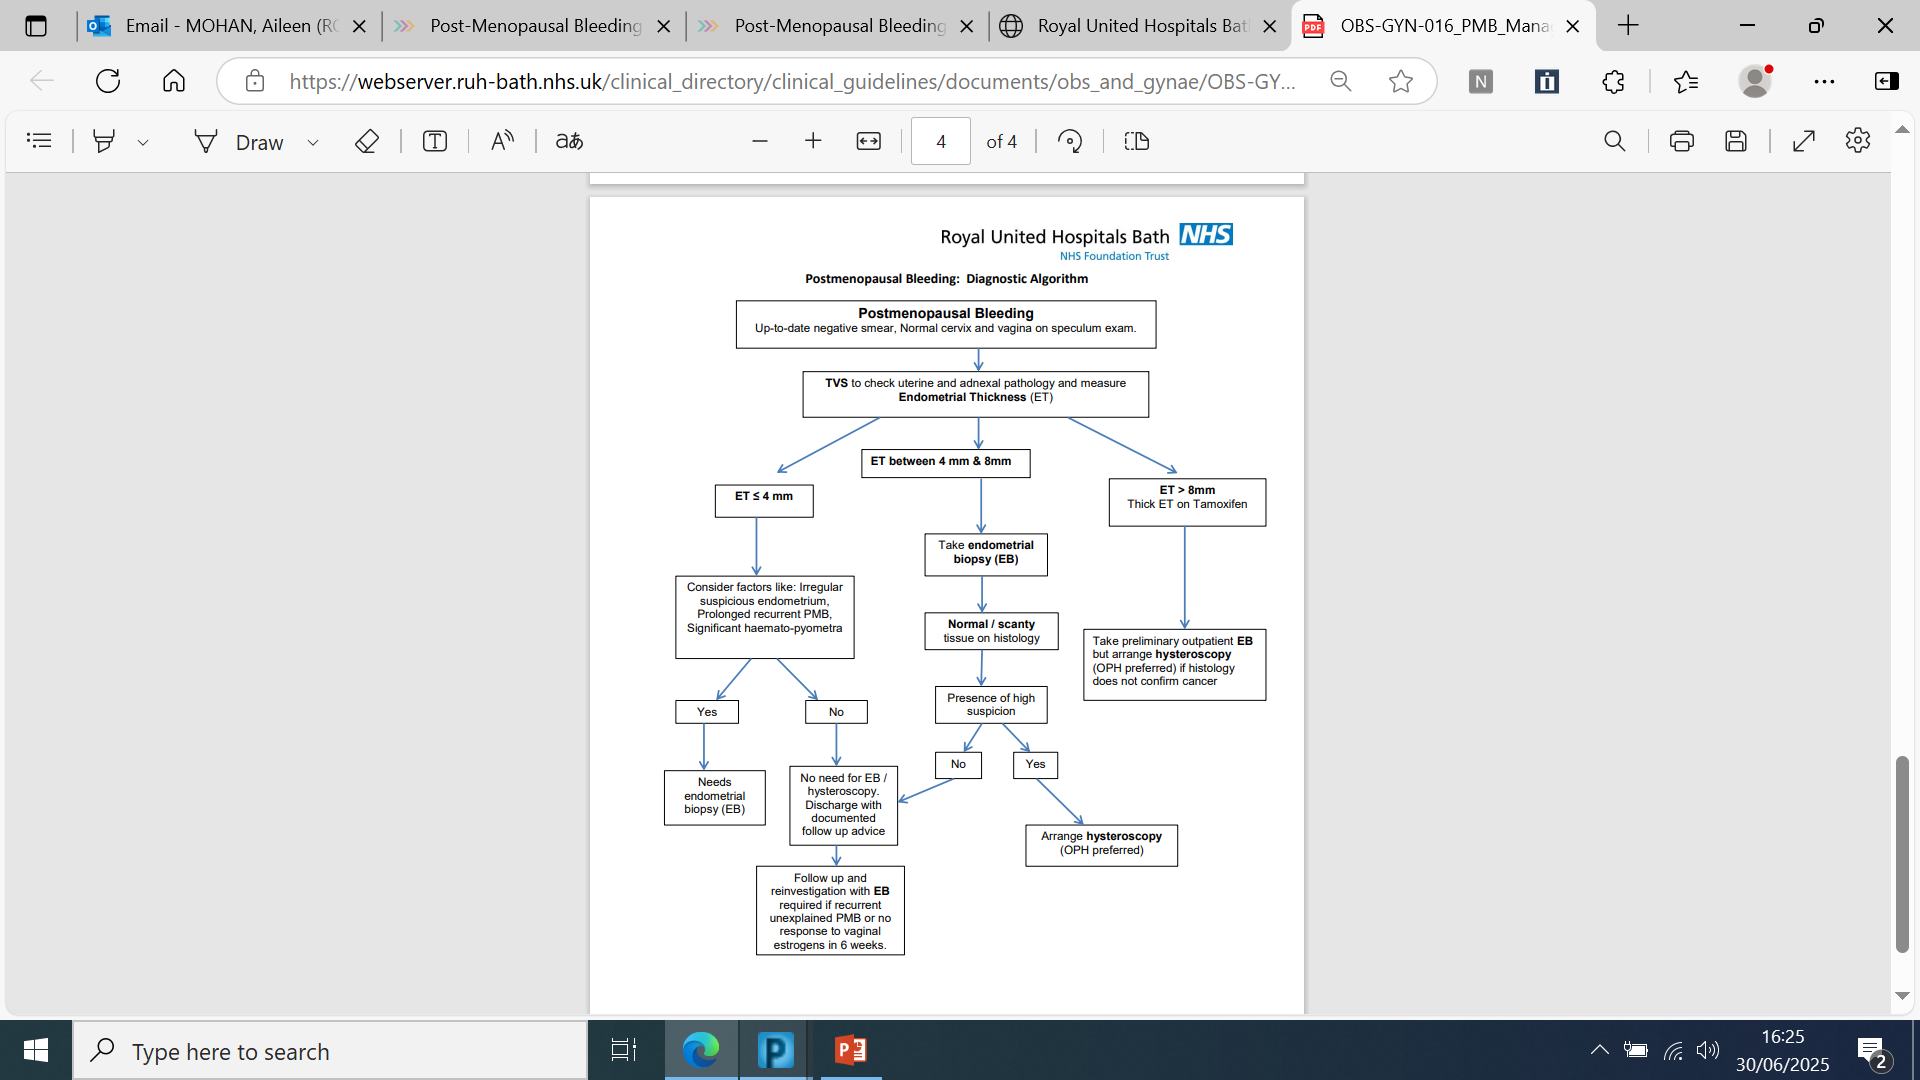 Email - MOHAN, Aileen (RO
Post-Menopausal Bleeding
Post-Menopausal Bleeding
Royal United Hospitals Bat
OBS-GYN-016_PMB_Mana
https://webserver.ruh-bath.nhs.uk/clinical_directory/clinical_guidelines/documents/obs_and_gynae/OBS-GY...
Draw
4
of 4
Royal United Hospitals Bath NHS
NHS Foundation Trust
Postmenopausal Bleeding: Diagnostic Algorithm
Postmenopausal Bleeding
Up-to-date negative smear, Normal cervix and vagina on speculum exam.
TVS to check uterine and adnexal pathology and measure
Endometrial Thickness (ET)
ET ≤ 4 mm
ET between 4 mm & 8mm
ET > 8mm
Thick ET on Tamoxifen
Consider factors like: Irregular
suspicious endometrium,
Prolonged recurrent PMB,
Significant haemato-pyometra
Yes
No
Needs
endometrial
biopsy (EB)
No need for EB /
hysteroscopy.
Discharge with
documented
follow up advice
Follow up and
reinvestigation with EB
required if recurrent
unexplained PMB or no
response to vaginal
estrogens in 6 weeks.
Take endometrial
biopsy (EB)
Normal / scanty
tissue on histology
Presence of high
suspicion
No
Yes
Arrange hysteroscopy
(OPH preferred)
Take preliminary outpatient EB
but arrange hysteroscopy
(OPH preferred) if histology
does not confirm cancer
Type here to search
16:25
30/06/2025
2